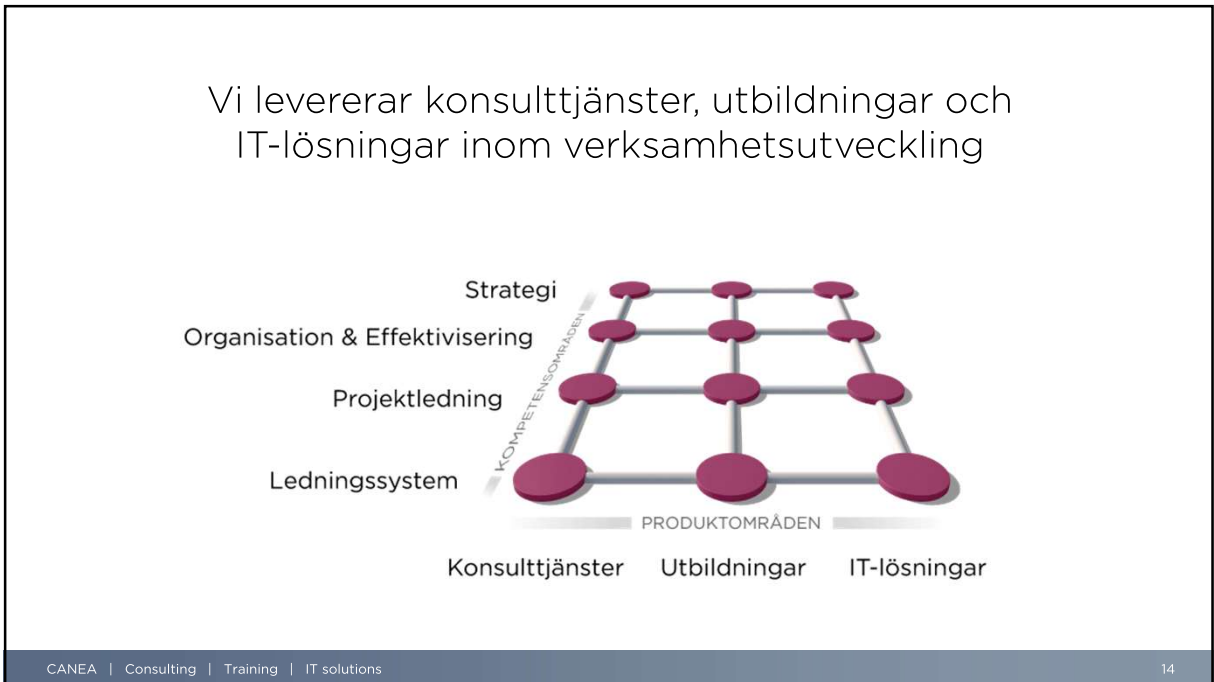 Vi levererar konsulttjänster, utbildningar och
IT-lösningar inom verksamhetsutveckling
Strategi
Organisation & Effektivisering
Projektledning
Ledningssystem
KOMPETENSOMRÅDEN
PRODUKTOMRÅDEN
Konsulttjänster Utbildningar IT-lösningar
CANEA | Consulting | Training | IT solutions 14